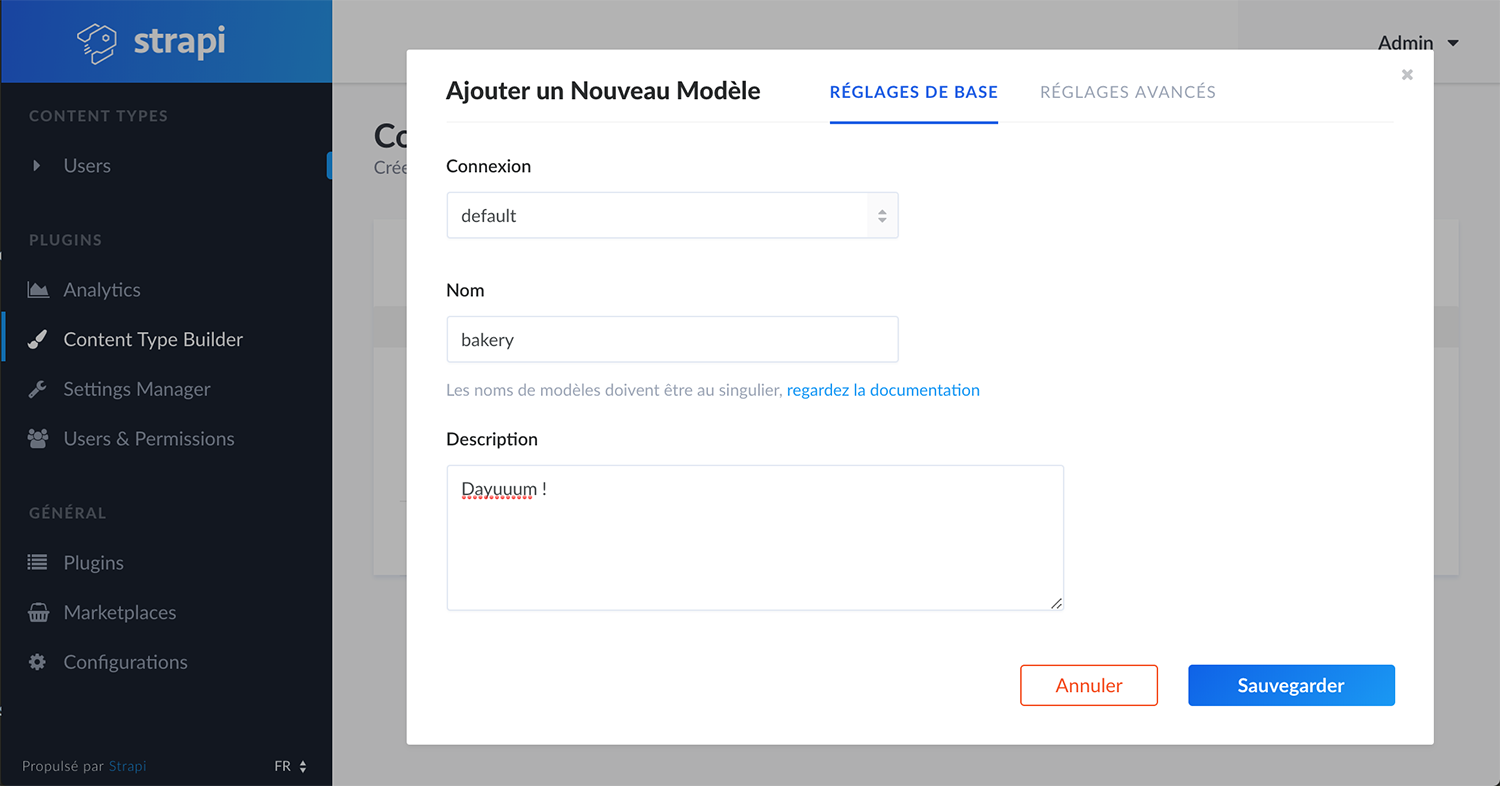 strapi
Admin
CONTENT TYPES
Users
PLUGINS
Analytics
Content Type Builder
Settings Manager
Users & Permissions
GÉNÉRAL
Plugins
Marketplaces
Configurations
Propulsé par Strapi
FR
Co
Crée
Ajouter un Nouveau Modèle
RÉGLAGES DE BASE
RÉGLAGES AVANCÉS
Connexion
default
Nom
bakery
Les noms de modèles doivent être au singulier, regardez la documentation
Description
Dayuuum !
Annuler
Sauvegarder